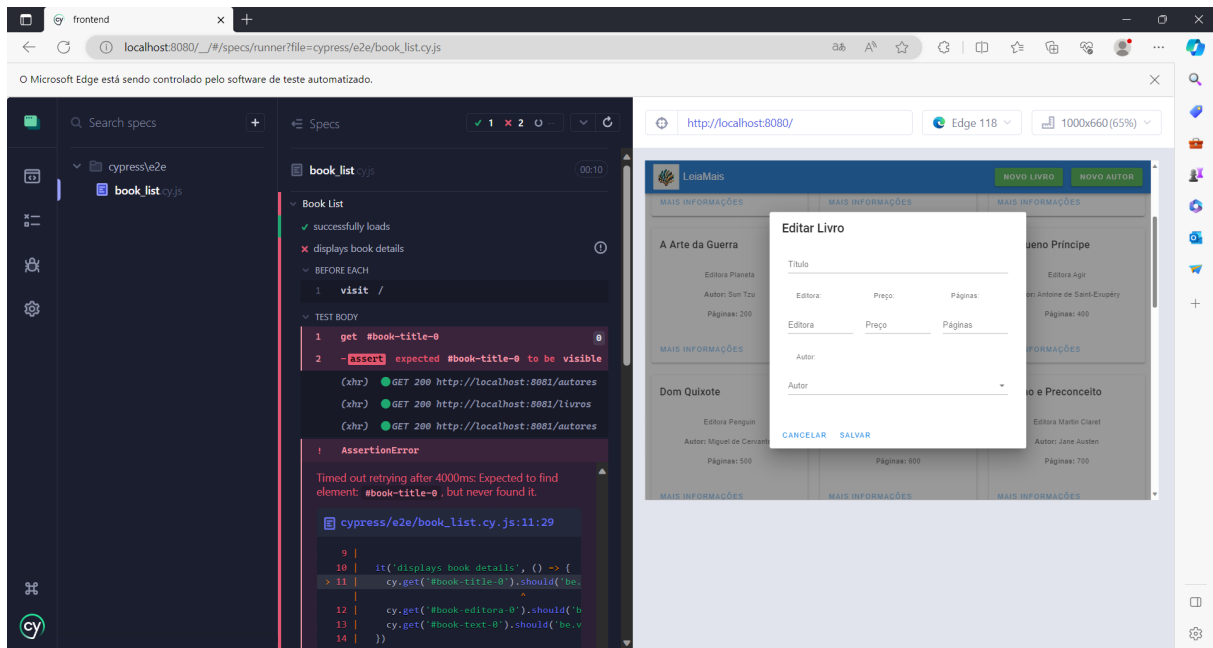 frontend
localhost:8080/__/#/specs/runner?file=cypress/e2e/book_list.cy.js
O Microsoft Edge está sendo controlado pelo software de teste automatizado.
Search specs
cypress\e2e
book_list.cy.js
Specs
1 2 --
book_list.cy.js 00:10
Book List
successfully loads
displays book details
BEFORE EACH
1 visit /
TEST BODY
1 get #book-title-0 0
2 -assert expected #book-title-0 to be visible
(xhr) GET 200 http://localhost:8081/autores
(xhr) GET 200 http://localhost:8081/livros
(xhr) GET 200 http://localhost:8081/autores
! AssertionError
Timed out retrying after 4000ms: Expected to find
element: #book-title-0, but never found it.
cypress/e2e/book_list.cy.js:11:29
9 |
10 | it('displays book details', () => {
> 11 | cy.get('#book-title-0').should('be.
| ^
12 | cy.get('#book-editora-0').should('b
13 | cy.get('#book-text-0').should('be.v
14 | })
cy
http://localhost:8080/
Edge 118
1000x660 (65%)
LeiaMais
NOVO LIVRO
NOVO AUTOR
MAIS INFORMAÇÕES MAIS INFORMAÇÕES MAIS INFORMAÇÕES
A Arte da Guerra
Editora Planeta
Autor: Sun Tzu
Páginas: 200
MAIS INFORMAÇÕES
ueno Príncipe
Editora Agir
or: Antoine de Saint-Exupéry
Páginas: 400
FORMAÇÕES
Editar Livro
Título
Editora: Preço: Páginas:
Editora Preço Páginas
Autor:
Autor
CANCELAR SALVAR
Dom Quixote
Editora Penguin
Autor: Miguel de Cervante
Páginas: 500
MAIS INFORMAÇÕES
Páginas: 600
MAIS INFORMAÇÕES
o e Preconceito
Editora Martin Claret
Autor: Jane Austen
Páginas: 700
MAIS INFORMAÇÕES